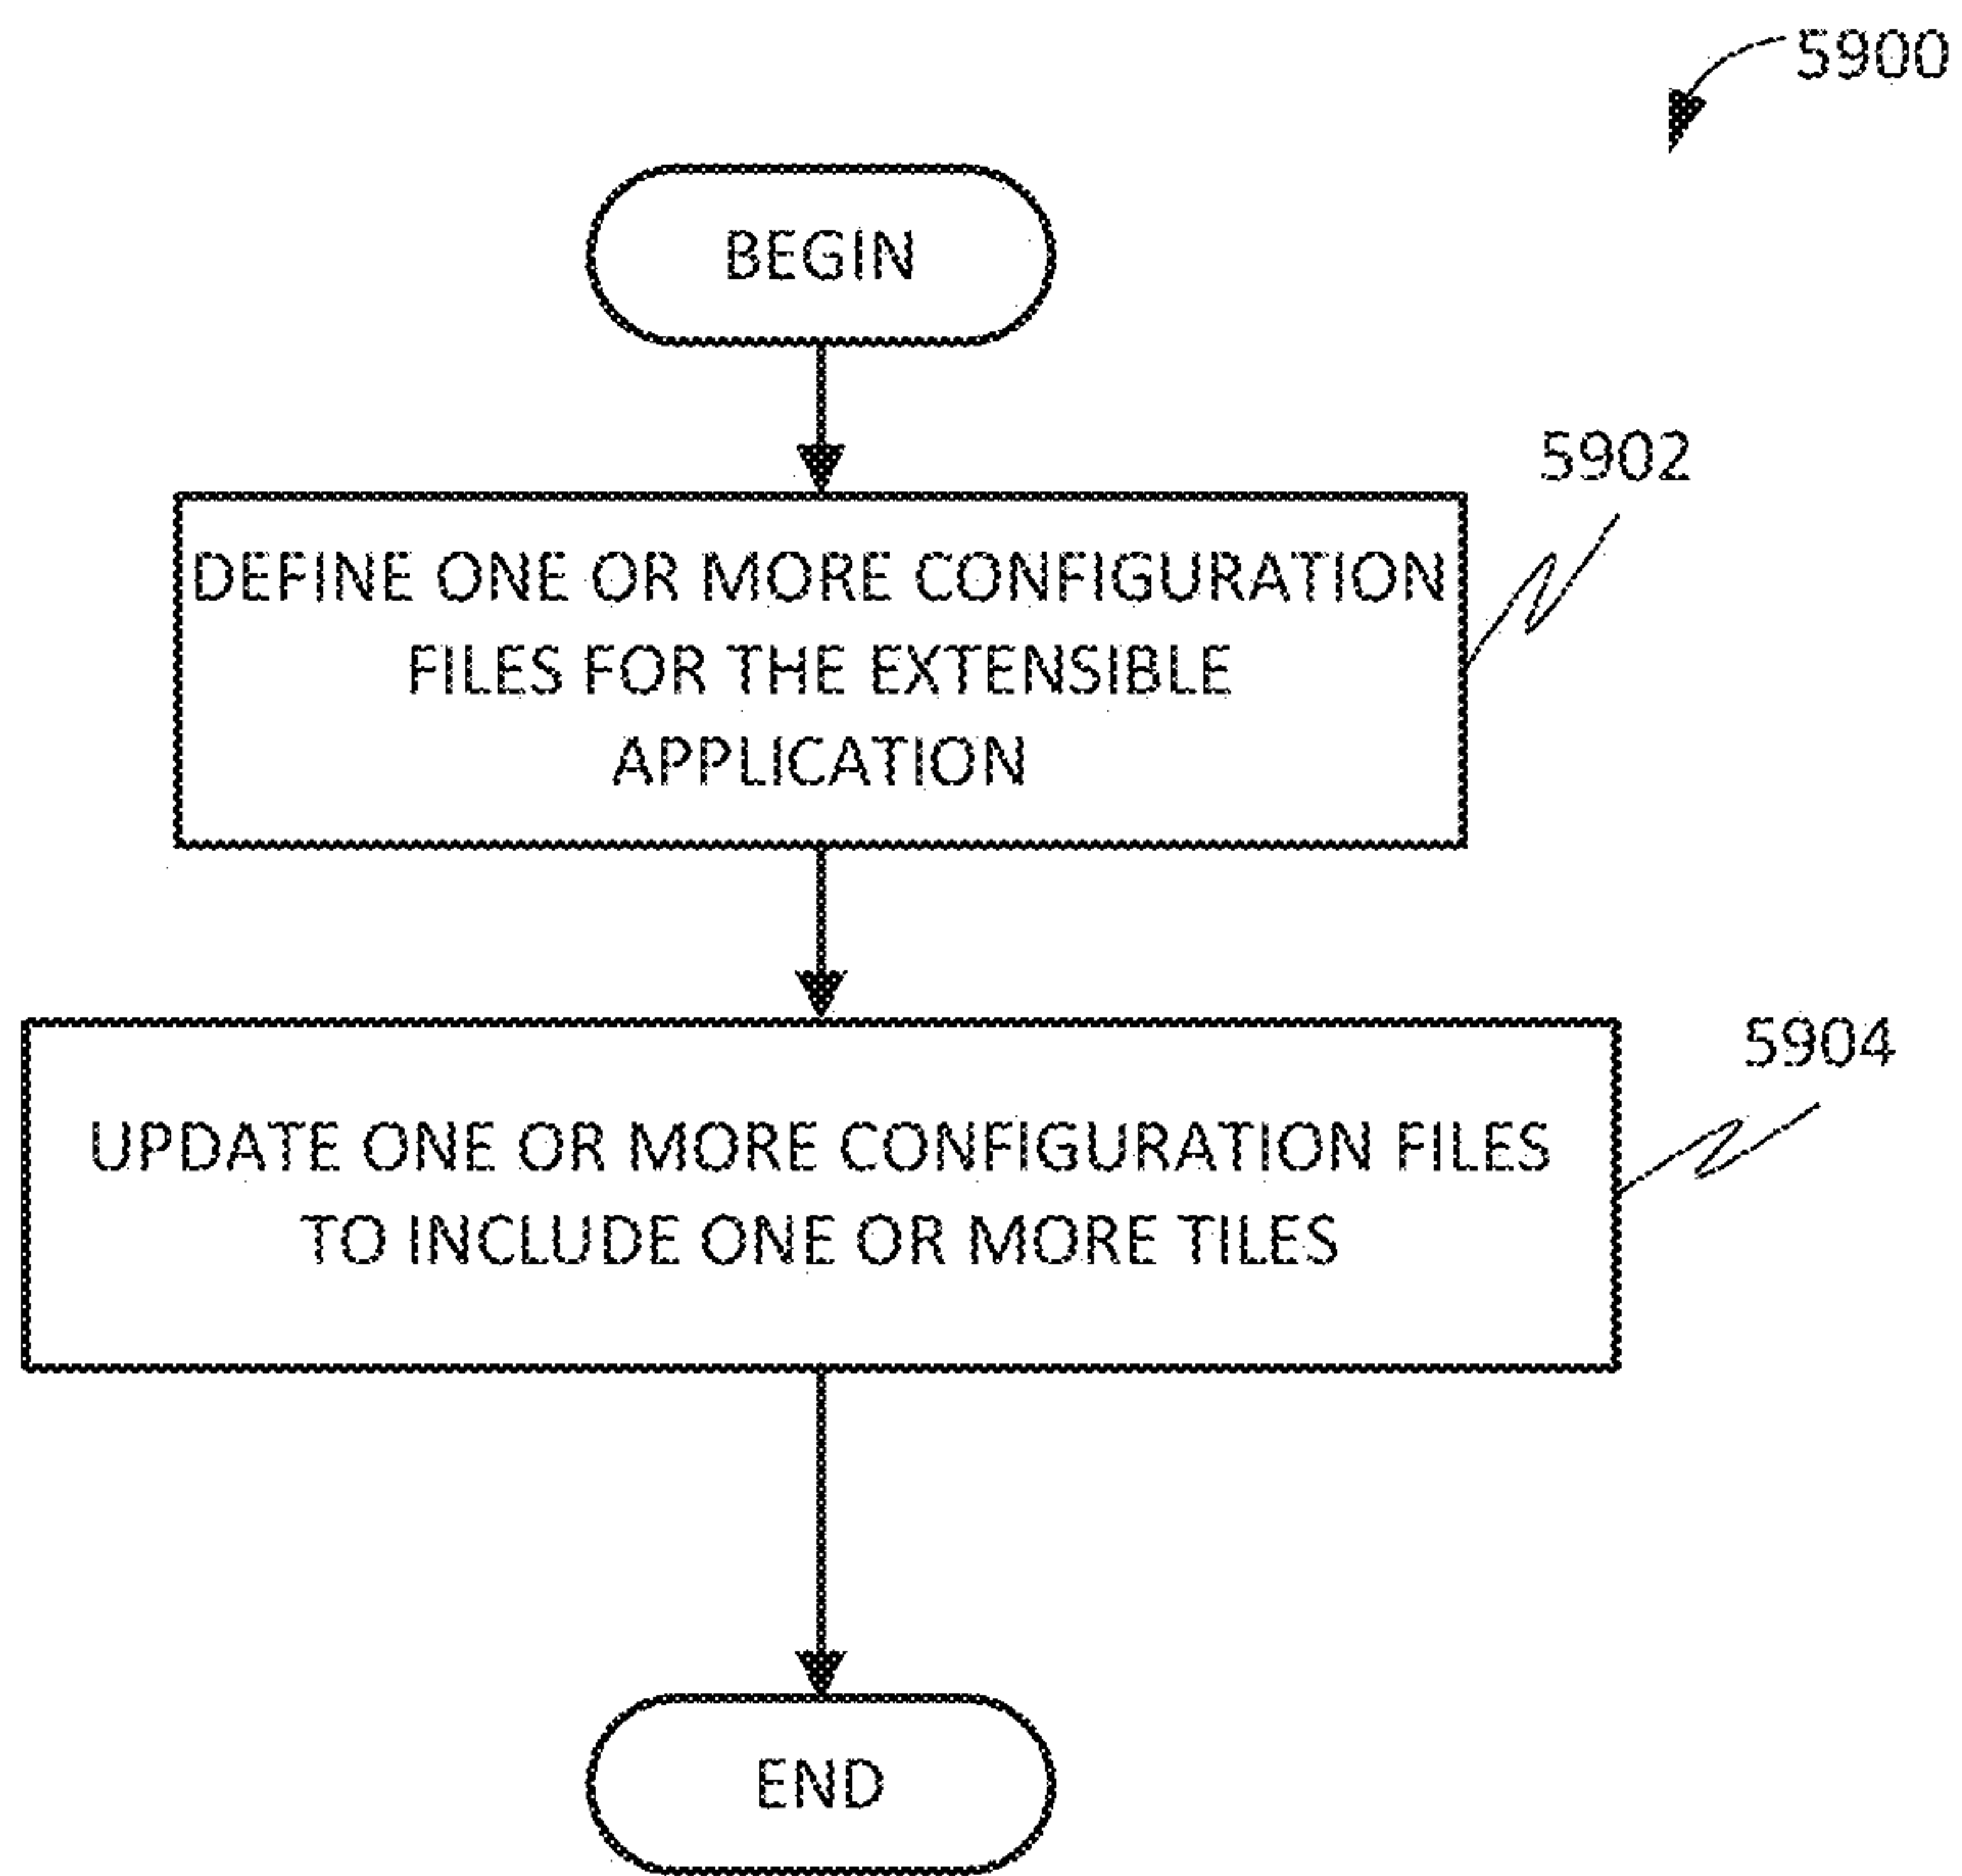 5900
BEGIN
5902
DEFINE ONE OR MORE CONFIGURATION
FILES FOR THE EXTENSIBLE
APPLICATION
5904
UPDATE ONE OR MORE CONFIGURATION FILES
TO INCLUDE ONE OR MORE TILES
END